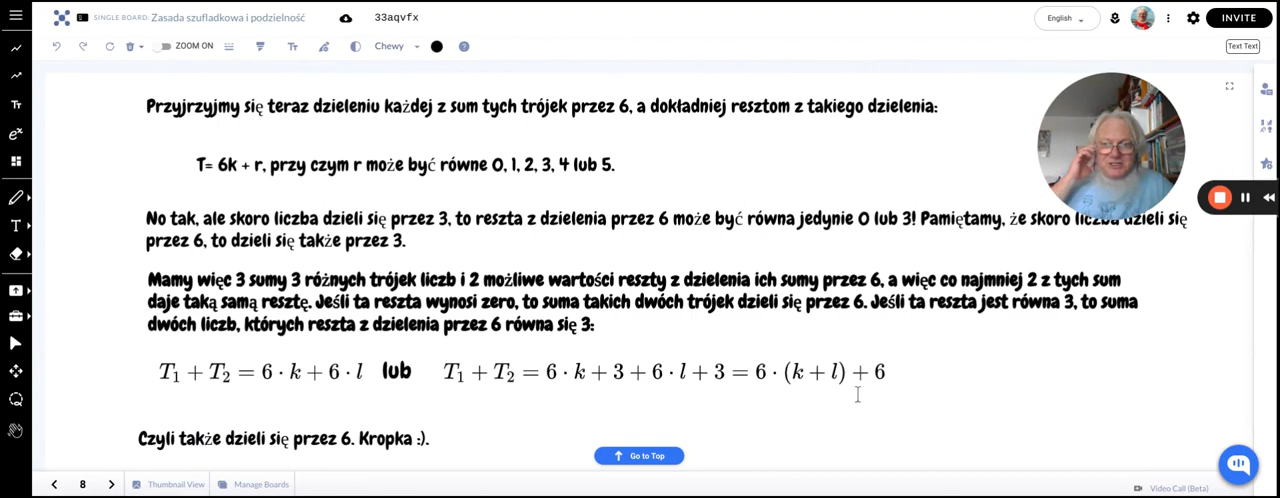 SINGLE BOARD: Zasada szufladkowa i podzielność 33aqvfx English INVITE
ZOOM ON Tт Chewy Text Text
Przyjrzyjmy się teraz dzieleniu każdej z sum tych trójek przez 6, a dokładniej resztom z takiego dzielenia:
T= 6k + r, przy czym r może być równe 0, 1, 2, 3, 4 lub 5.
No tak, ale skoro liczba dzieli się przez 3, to reszta z dzielenia przez 6 może być równa jedynie 0 lub 3! Pamiętamy, że skoro liczba dzieli się
przez 6, to dzieli się także przez 3.
Mamy więc 3 sumy 3 różnych trójek liczb i 2 możliwe wartości reszty z dzielenia ich sumy przez 6, a więc co najmniej 2 z tych sum
daje taką samą resztę. Jeśli ta reszta wynosi zero, to suma takich dwóch trójek dzieli się przez 6. Jeśli ta reszta jest równa 3, to suma
dwóch liczb, których reszta z dzielenia przez 6 równa się 3:
T₁ + T₂ = 6 · k + 6 · l lub T₁ + T₂ = 6 · k + 3 + 6 · l + 3 = 6 · (k + l) + 6
Czyli także dzieli się przez 6. Kropka :).
Go to Top
8 Thumbnail View Manage Boards Video Call (Beta)